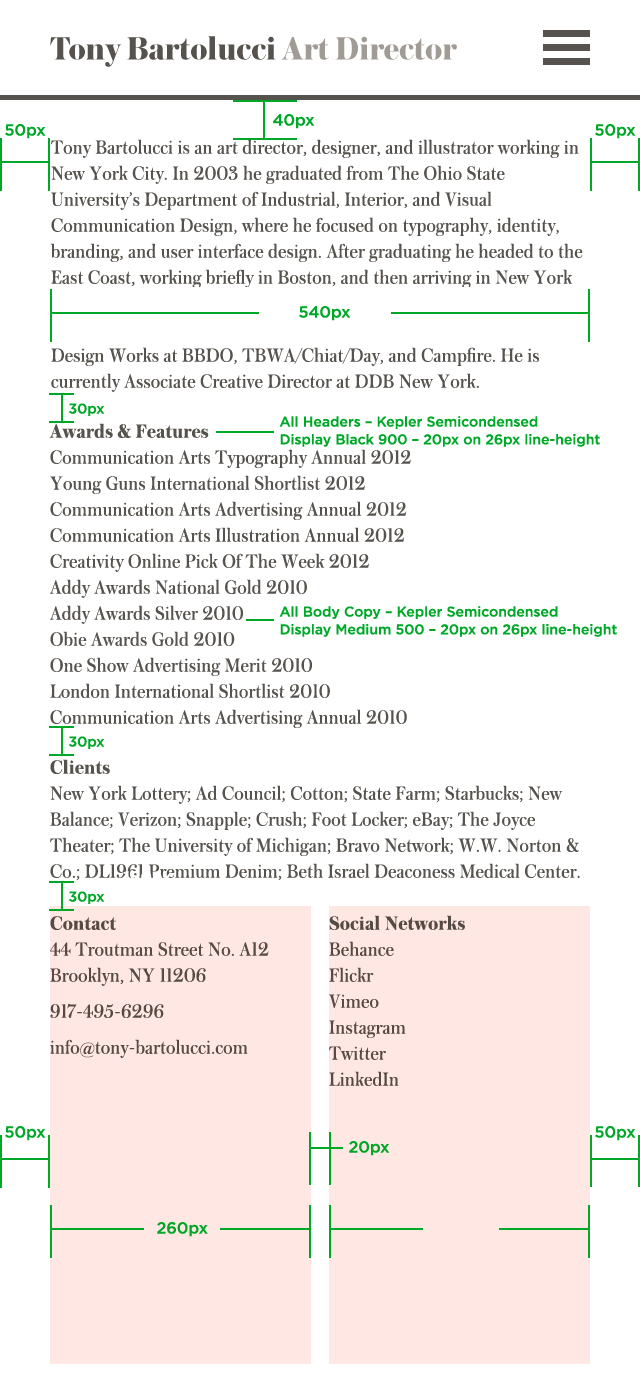 Tony Bartolucci Art Director
40px
50px
50px
Tony Bartolucci is an art director, designer, and illustrator working in
New York City. In 2003 he graduated from The Ohio State
University's Department of Industrial, Interior, and Visual
Communication Design, where he focused on typography, identity,
branding, and user interface design. After graduating he headed to the
East Coast, working briefly in Boston, and then arriving in New York
540px
Design Works at BBDO, TBWA/Chiat/Day, and Campfire. He is
currently Associate Creative Director at DDB New York.
30px
Awards & Features
All Headers – Kepler Semicondensed
Display Black 900 – 20px on 26px line-height
Communication Arts Typography Annual 2012
Young Guns International Shortlist 2012
Communication Arts Advertising Annual 2012
Communication Arts Illustration Annual 2012
Creativity Online Pick Of The Week 2012
Addy Awards National Gold 2010
Addy Awards Silver 2010
All Body Copy – Kepler Semicondensed
Display Medium 500 – 20px on 26px line-height
Obie Awards Gold 2010
One Show Advertising Merit 2010
London International Shortlist 2010
Communication Arts Advertising Annual 2010
30px
Clients
New York Lottery; Ad Council; Cotton; State Farm; Starbucks; New
Balance; Verizon; Snapple; Crush; Foot Locker; eBay; The Joyce
Theater; The University of Michigan; Bravo Network; W.W. Norton &
Co.; DL1961 Premium Denim; Beth Israel Deaconess Medical Center.
30px
Contact
44 Troutman Street No. A12
Brooklyn, NY 11206
917-495-6296
info@tony-bartolucci.com
Social Networks
Behance
Flickr
Vimeo
Instagram
Twitter
LinkedIn
50px
50px
20px
260px